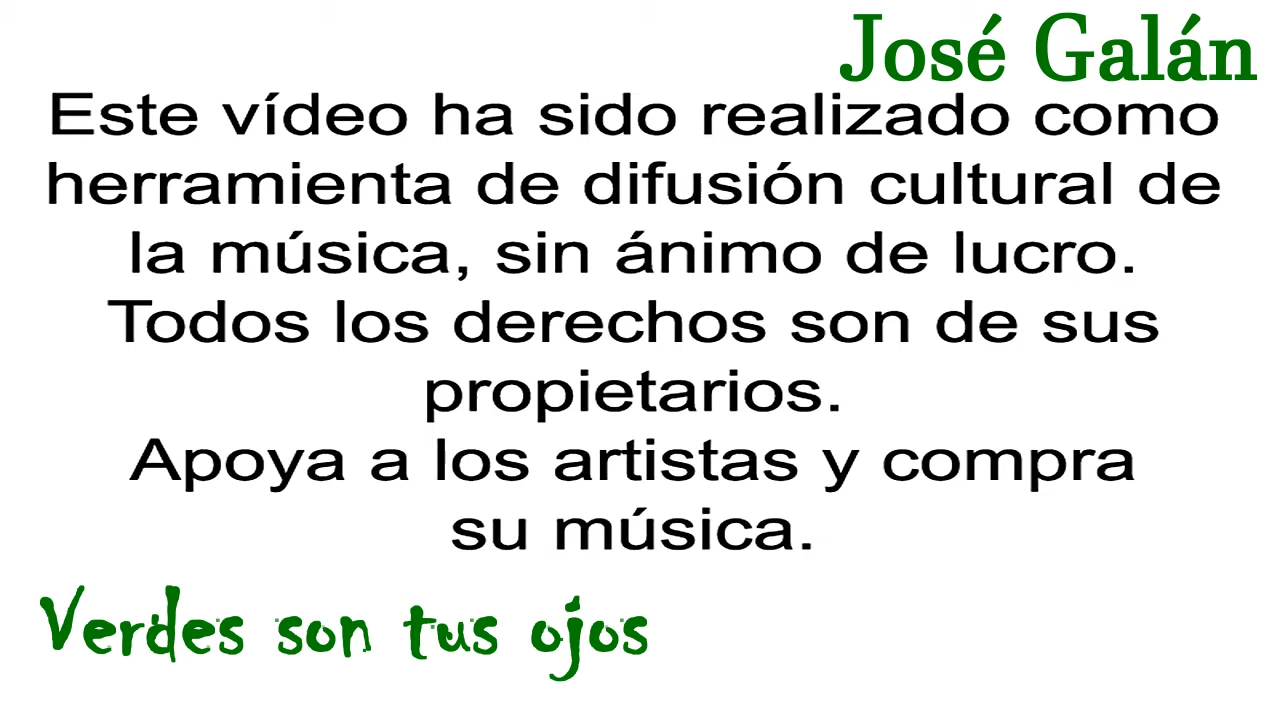 José Galán
Este vídeo ha sido realizado como
herramienta de difusión cultural de
la música, sin ánimo de lucro.
Todos los derechos son de sus
propietarios.
Apoya a los artistas y compra
su música.
Verdes son tus ojos